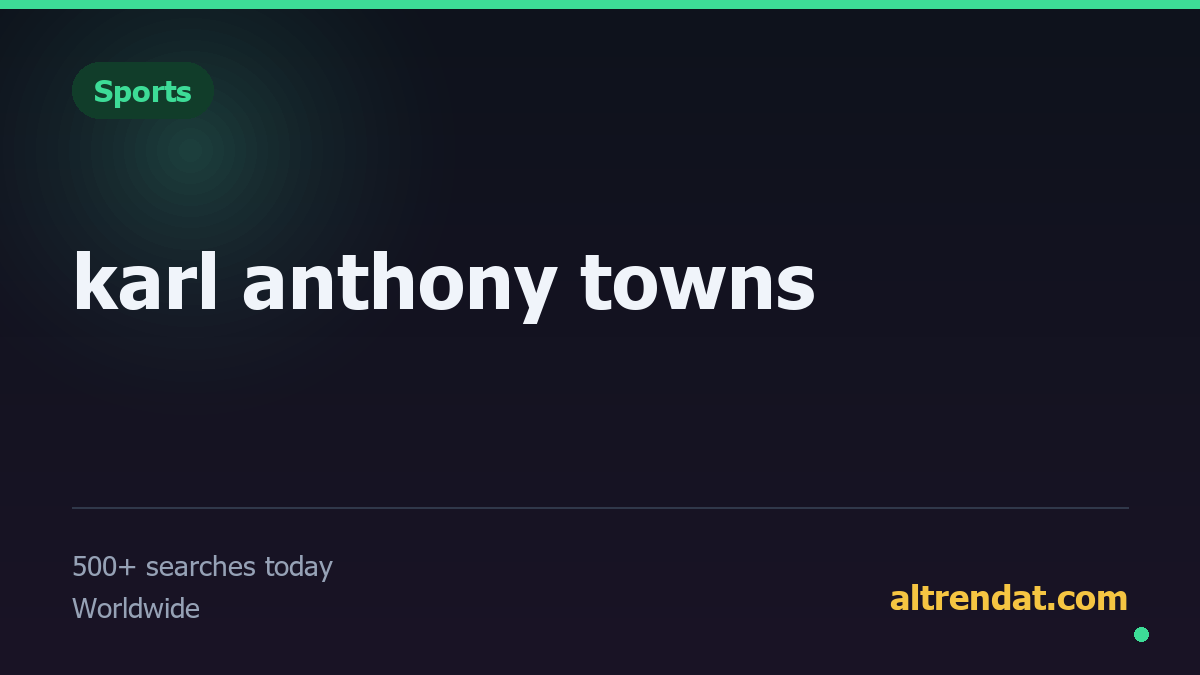 Sports
karl anthony towns
500+ searches today
Worldwide
altrendat.com